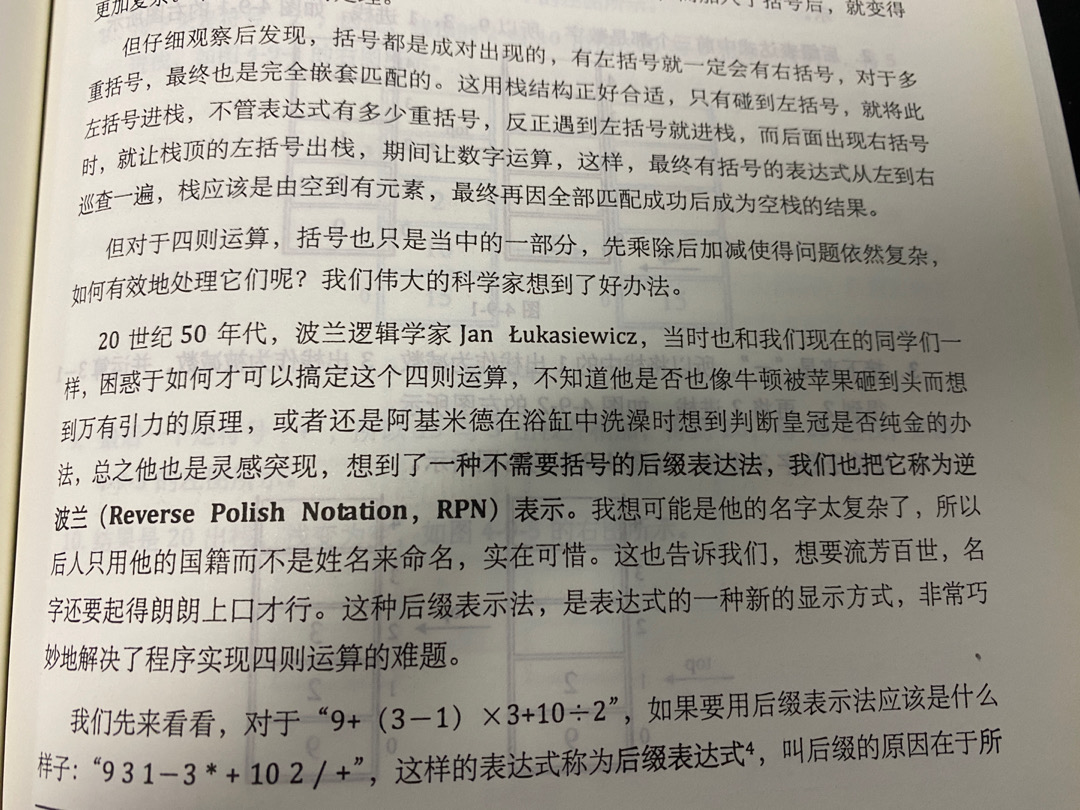 更加复杂。
括号后，就变得
但仔细观察后发现，括号都是成对出现的，有左括号就一定会有右括号，对于多
重括号，最终也是完全嵌套匹配的。这用栈结构正好合适，只有碰到左括号，就将此
左括号进栈，不管表达式有多少重括号，反正遇到左括号就进栈，而后面出现右括号
时，就让栈顶的左括号出栈，期间让数字运算，这样，最终有括号的表达式从左到右
巡查一遍，栈应该是由空到有元素，最终再因全部匹配成功后成为空栈的结果。
但对于四则运算，括号也只是当中的一部分，先乘除后加减使得问题依然复杂，
如何有效地处理它们呢？我们伟大的科学家想到了好办法。
20 世纪 50 年代，波兰逻辑学家 Jan Łukasiewicz，当时也和我们现在的同学们一
样，困惑于如何才可以搞定这个四则运算，不知道他是否也像牛顿被苹果砸到头而想
到万有引力的原理，或者还是阿基米德在浴缸中洗澡时想到判断皇冠是否纯金的办
法，总之他也是灵感突现，想到了一种不需要括号的后缀表达法，我们也把它称为逆
波兰（Reverse Polish Notation，RPN）表示。我想可能是他的名字太复杂了，所以
后人只用他的国籍而不是姓名来命名，实在可惜。这也告诉我们，想要流芳百世，名
字还要起得朗朗上口才行。这种后缀表示法，是表达式的一种新的显示方式，非常巧
妙地解决了程序实现四则运算的难题。
我们先来看看，对于“9+（3－1）×3+10÷2”，如果要用后缀表示法应该是什么
样子：“9 3 1－3 * + 10 2 / +”，这样的表达式称为后缀表达式⁴，叫后缀的原因在于所